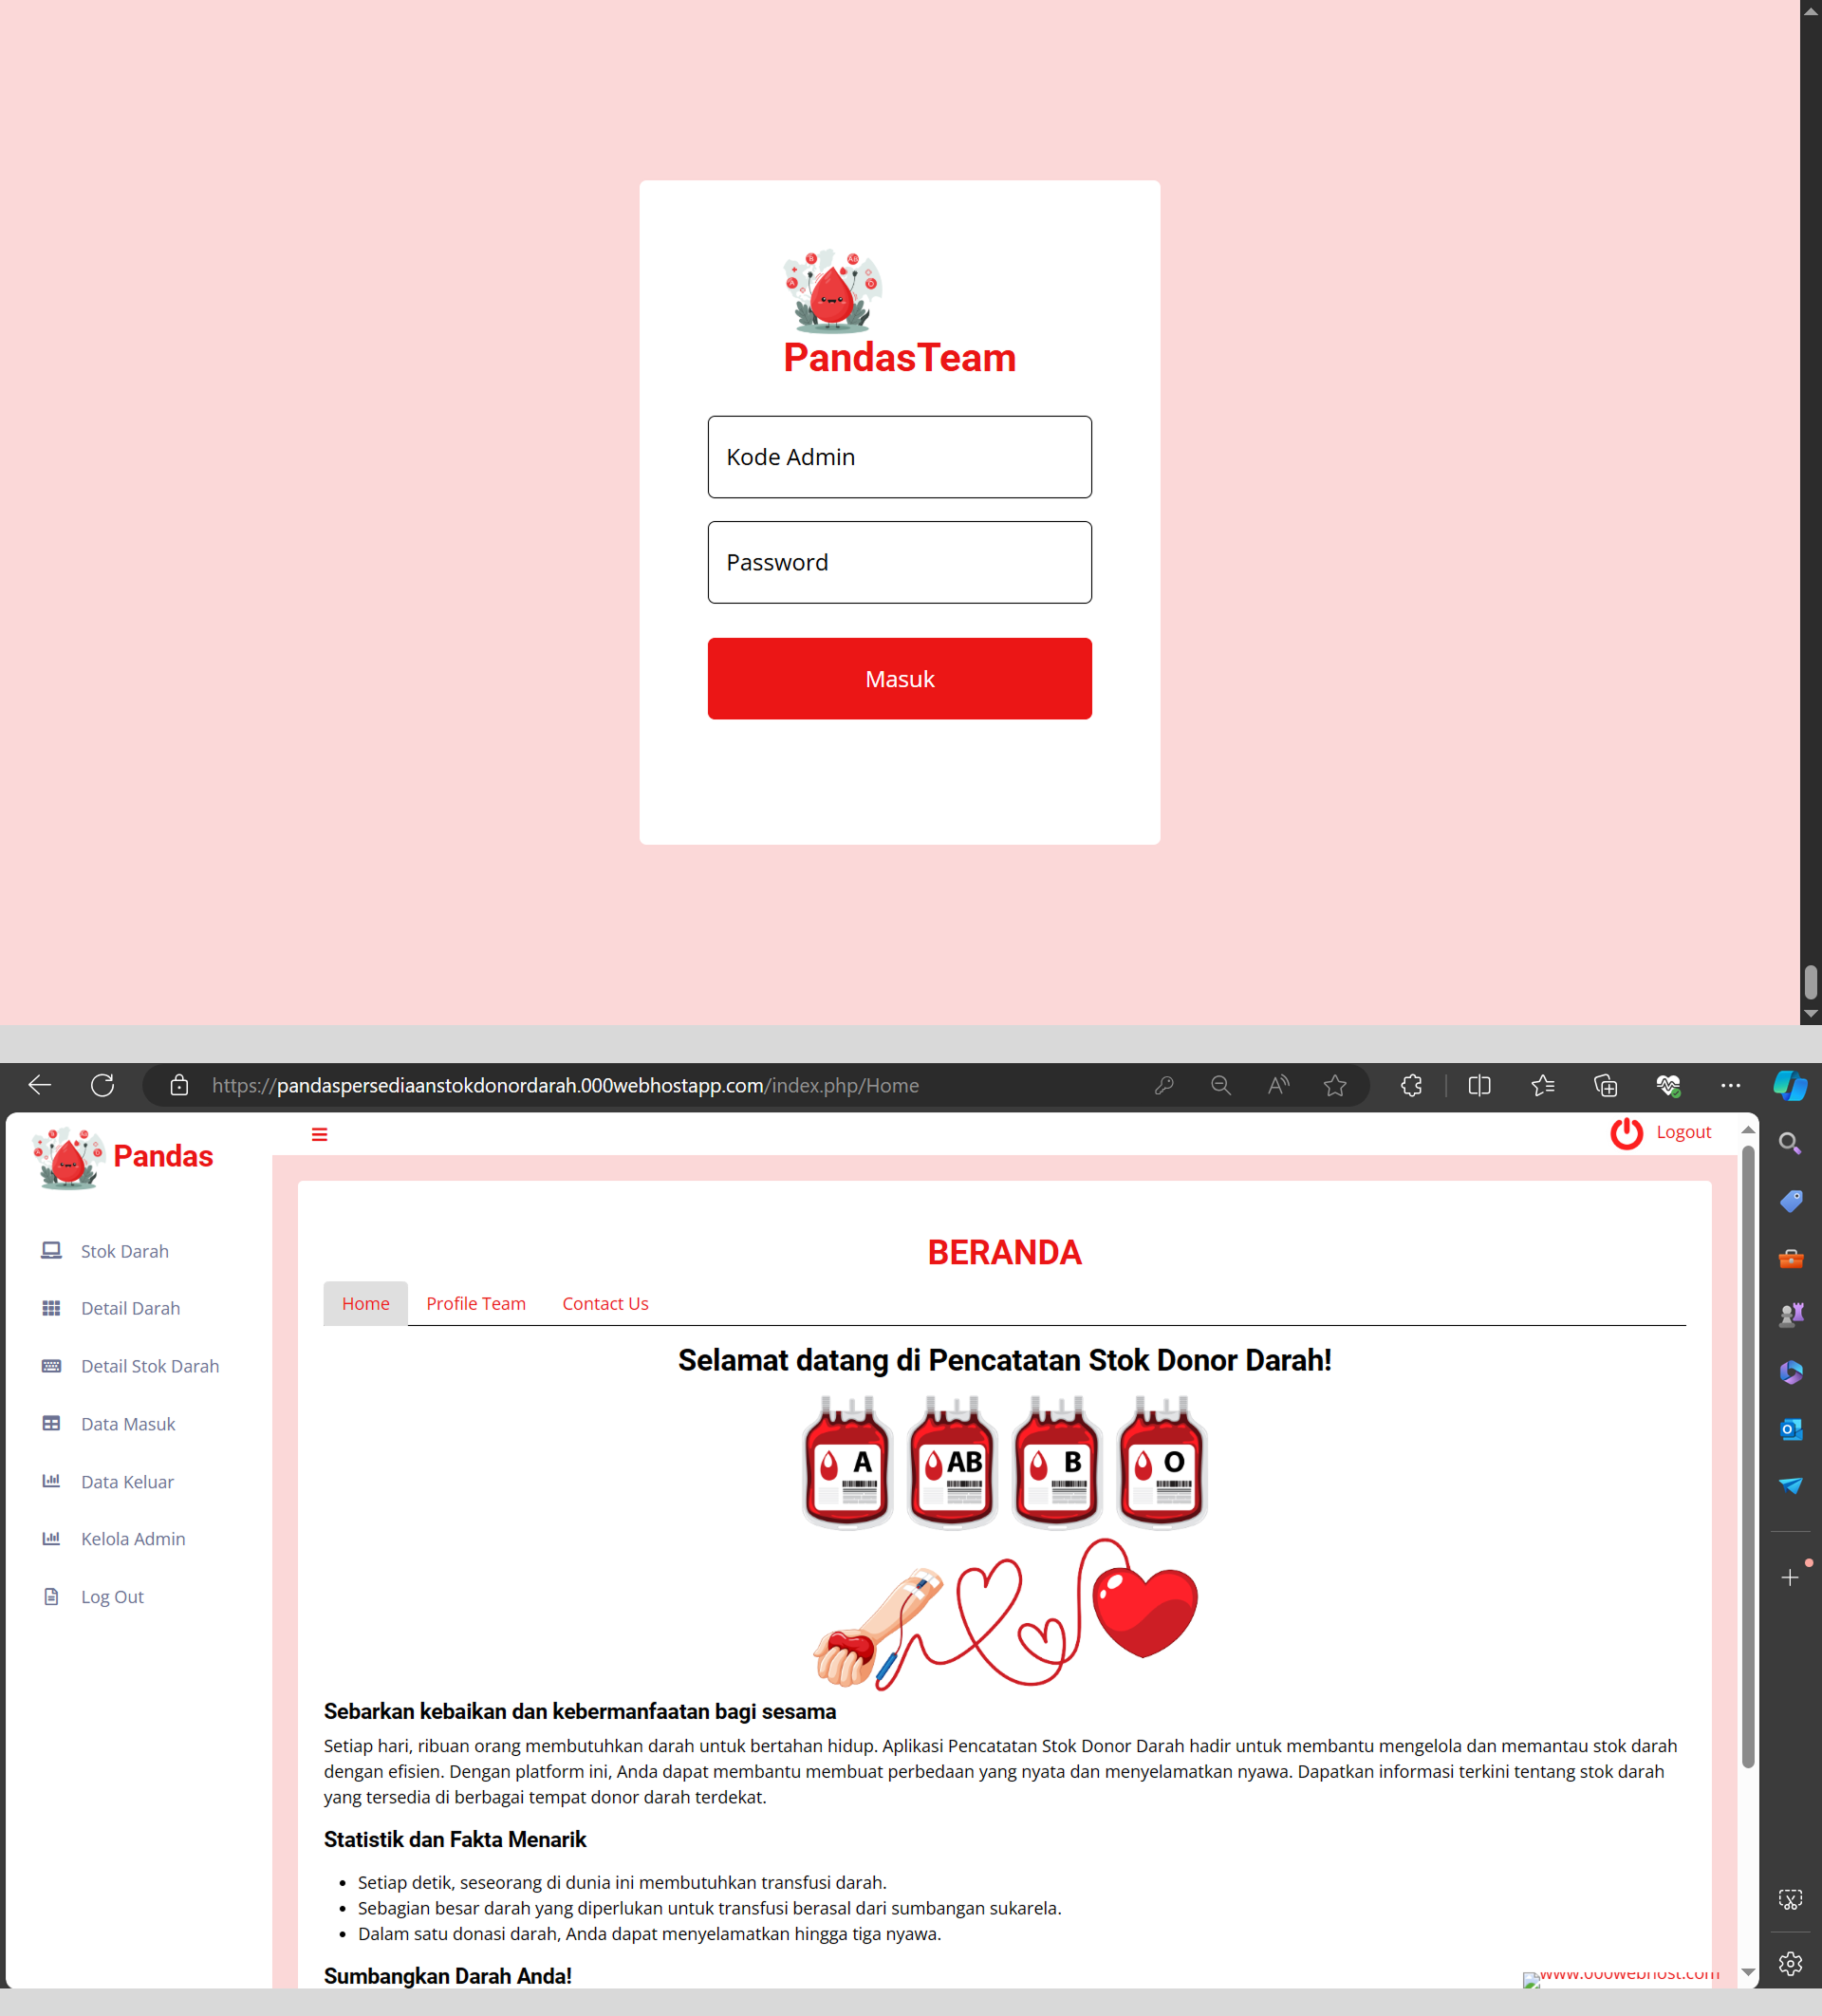 PandasTeam
Kode Admin
Password
Masuk
https://pandaspersediaanstokdonordarah.000webhostapp.com/index.php/Home
Pandas
Logout
Stok Darah
Detail Darah
Detail Stok Darah
Data Masuk
Data Keluar
Kelola Admin
Log Out
BERANDA
Home Profile Team Contact Us
Selamat datang di Pencatatan Stok Donor Darah!
A AB B O
Sebarkan kebaikan dan kebermanfaatan bagi sesama
Setiap hari, ribuan orang membutuhkan darah untuk bertahan hidup. Aplikasi Pencatatan Stok Donor Darah hadir untuk membantu mengelola dan memantau stok darah
dengan efisien. Dengan platform ini, Anda dapat membantu membuat perbedaan yang nyata dan menyelamatkan nyawa. Dapatkan informasi terkini tentang stok darah
yang tersedia di berbagai tempat donor darah terdekat.
Statistik dan Fakta Menarik
Setiap detik, seseorang di dunia ini membutuhkan transfusi darah.
Sebagian besar darah yang diperlukan untuk transfusi berasal dari sumbangan sukarela.
Dalam satu donasi darah, Anda dapat menyelamatkan hingga tiga nyawa.
Sumbangkan Darah Anda!
www.000webhost.com